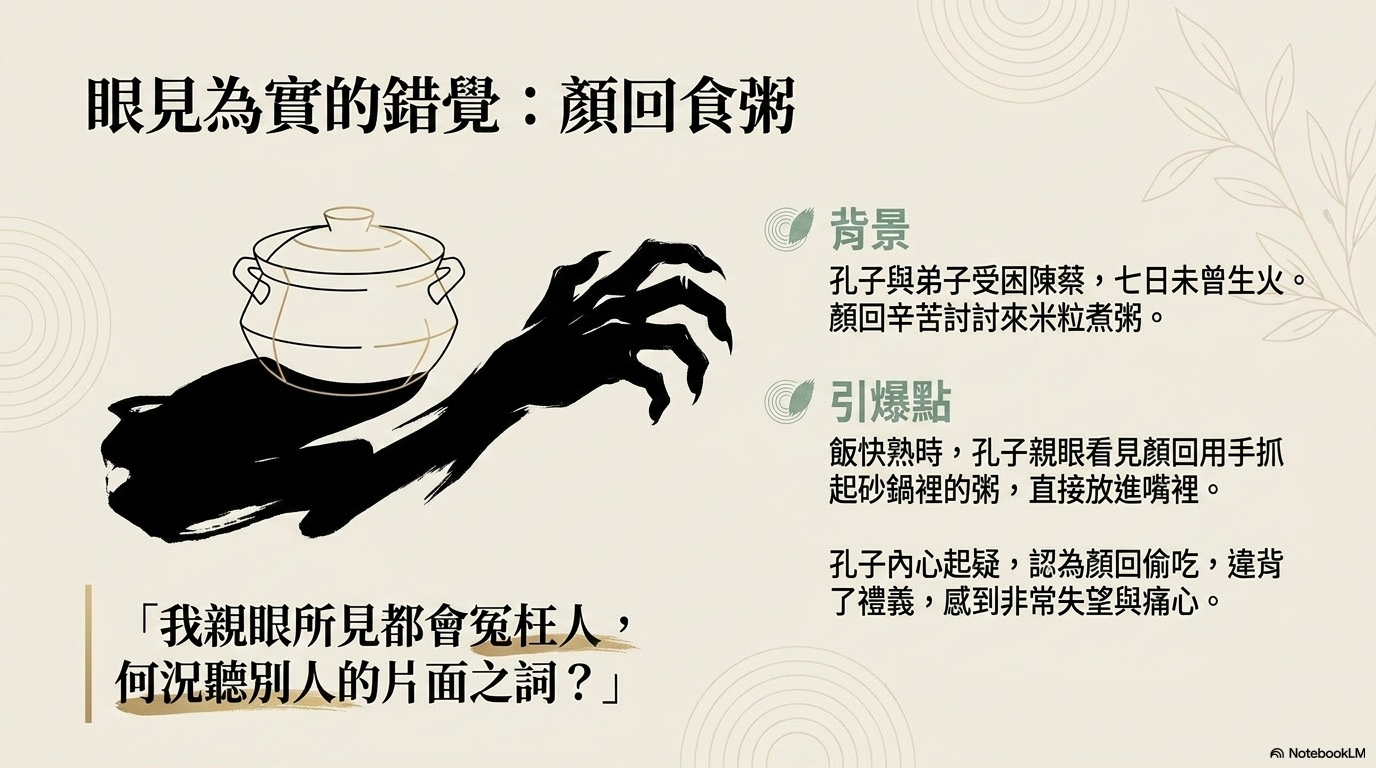 眼見為實的錯覺：顏回食粥
背景
孔子與弟子受困陳蔡，七日未曾生火。
顏回辛苦討討來米粒煮粥。
引爆點
飯快熟時，孔子親眼看見顏回用手抓
起砂鍋裡的粥，直接放進嘴裡。
孔子內心起疑，認為顏回偷吃，違背
了禮義，感到非常失望與痛心。
「我親眼所見都會冤枉人，
何況聽別人的片面之詞？」
NotebookLM